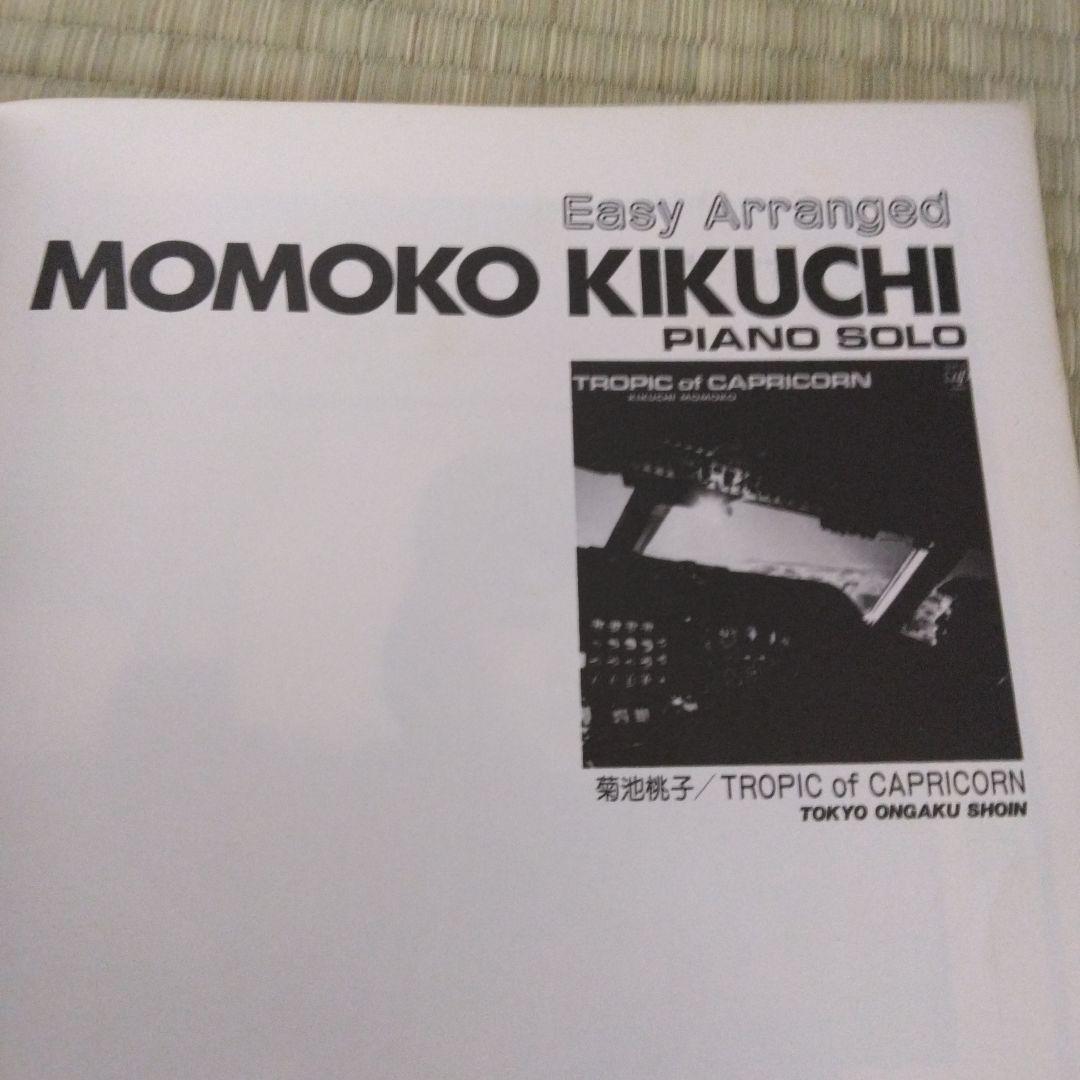 Easy Arranged
MOMOKO KIKUCHI
PIANO SOLO
TROPIC of CAPRICORN
KIKUCHI MOMOKO
菊池桃子／TROPIC of CAPRICORN
TOKYO ONGAKU SHOIN